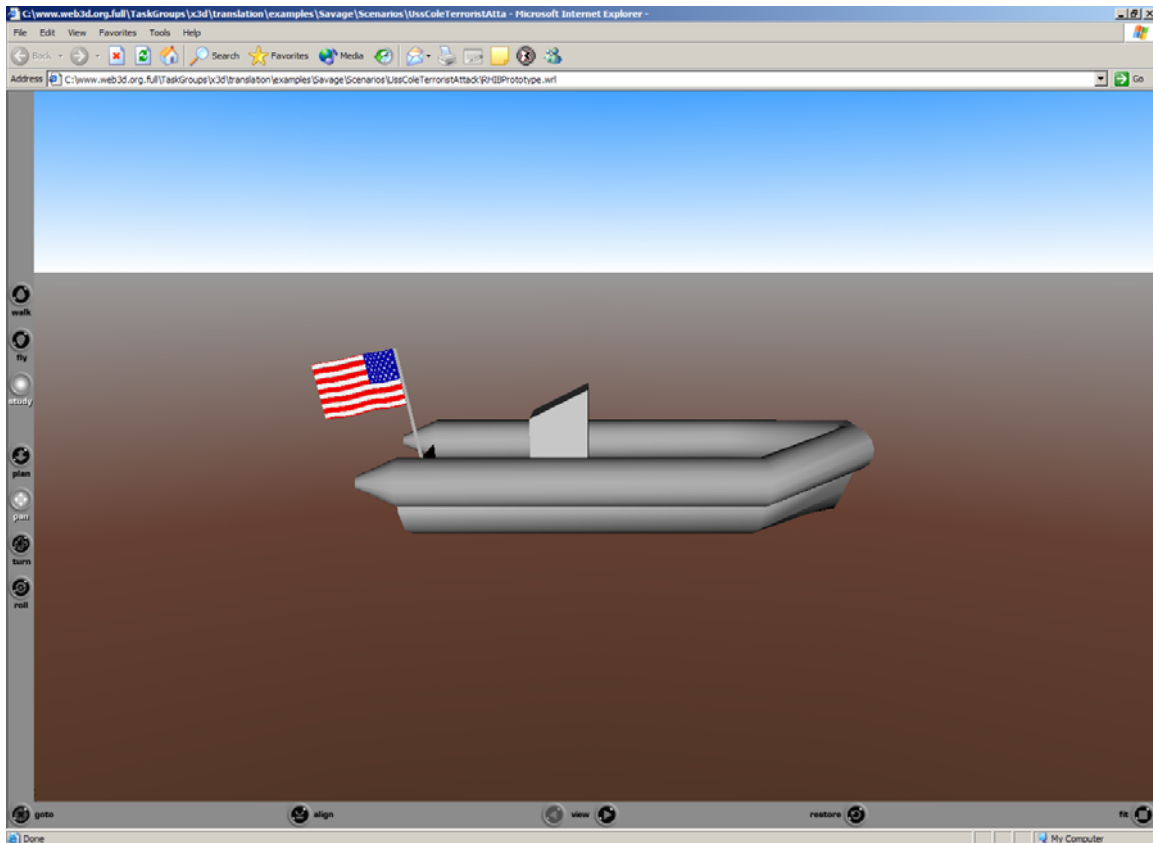 C:\www.web3d.org.full\TaskGroups\x3d\translation\examples\Savage\Scenarios\UssColeTerroristAtta - Microsoft Internet Explorer -
File Edit View Favorites Tools Help
Back Search Favorites Media
Address C:\www.web3d.org.full\TaskGroups\x3d\translation\examples\Savage\Scenarios\UssColeTerroristAttack\RHIBPrototype.wrl Go
walk
fly
study
plan
pan
turn
roll
goto align view restore fit
Done My Computer